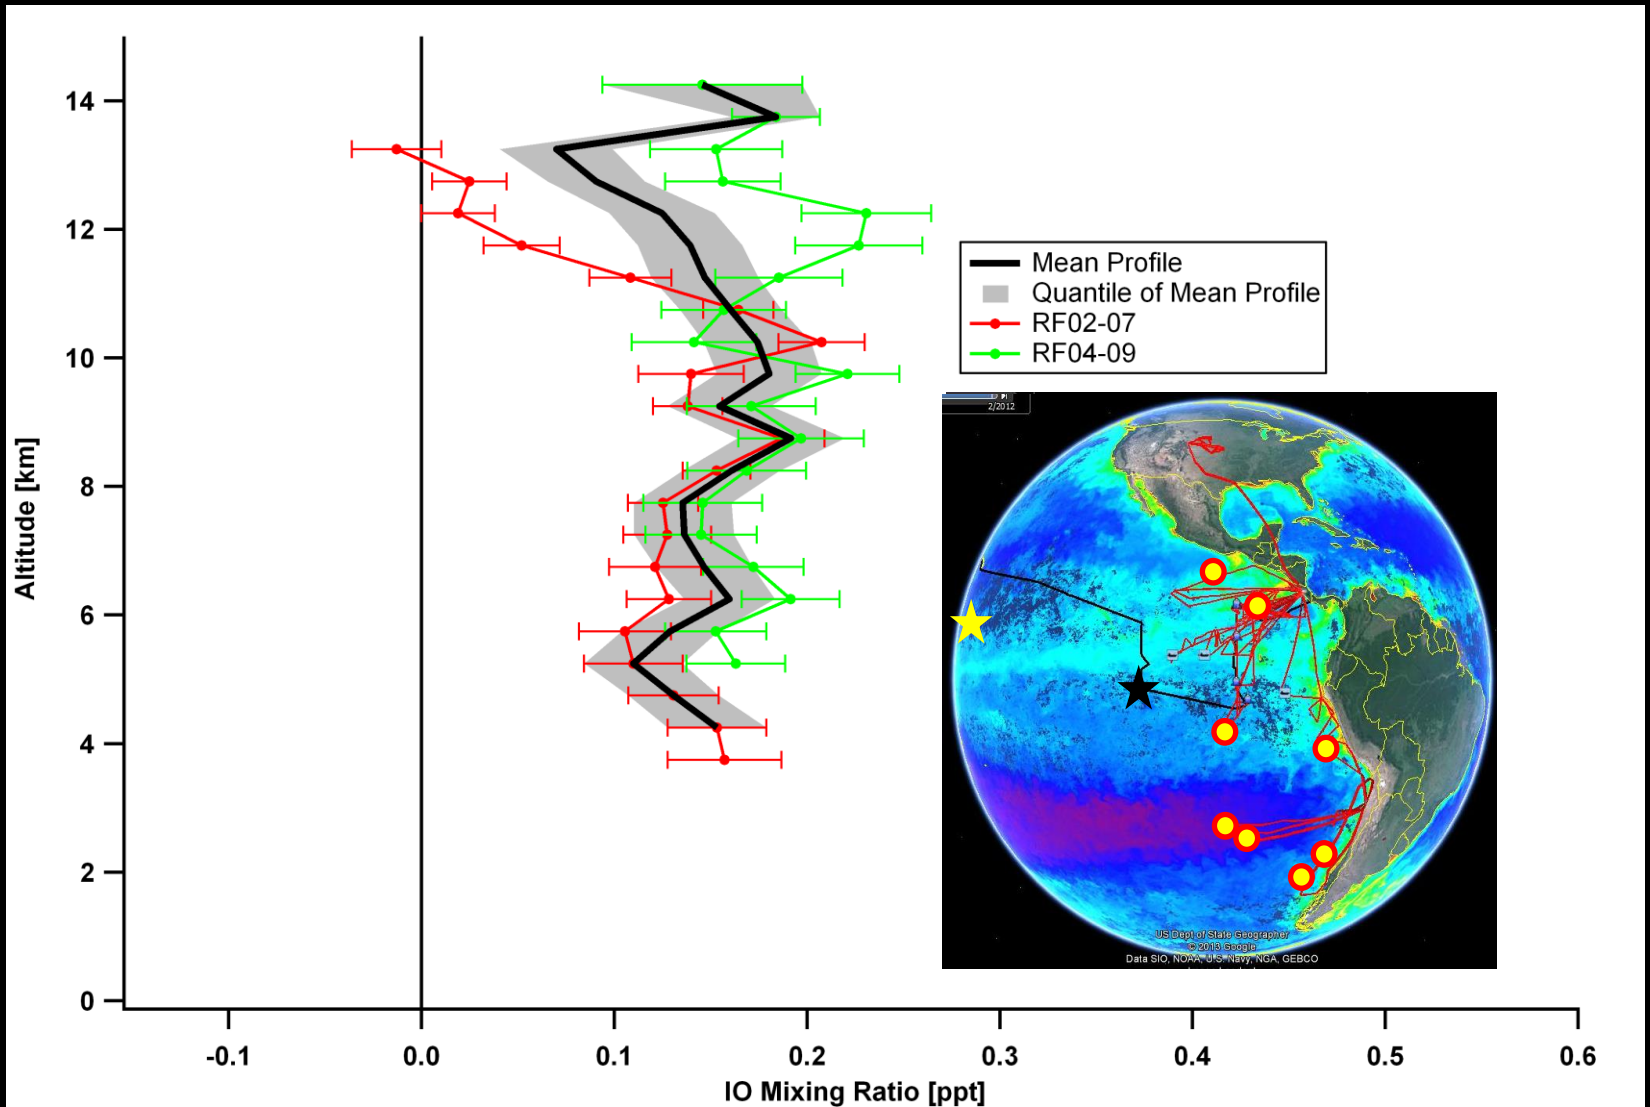 14
12
10
8
6
4
2
0
Altitude [km]
-0.1
0.0
0.1
0.2
0.3
0.4
0.5
0.6
IO Mixing Ratio [ppt]
Mean Profile
Quantile of Mean Profile
RF02-07
RF04-09
2/2012
US Dept of State Geographer
© 2013 Google
Data SIO, NOAA, U.S. Navy, NGA, GEBCO